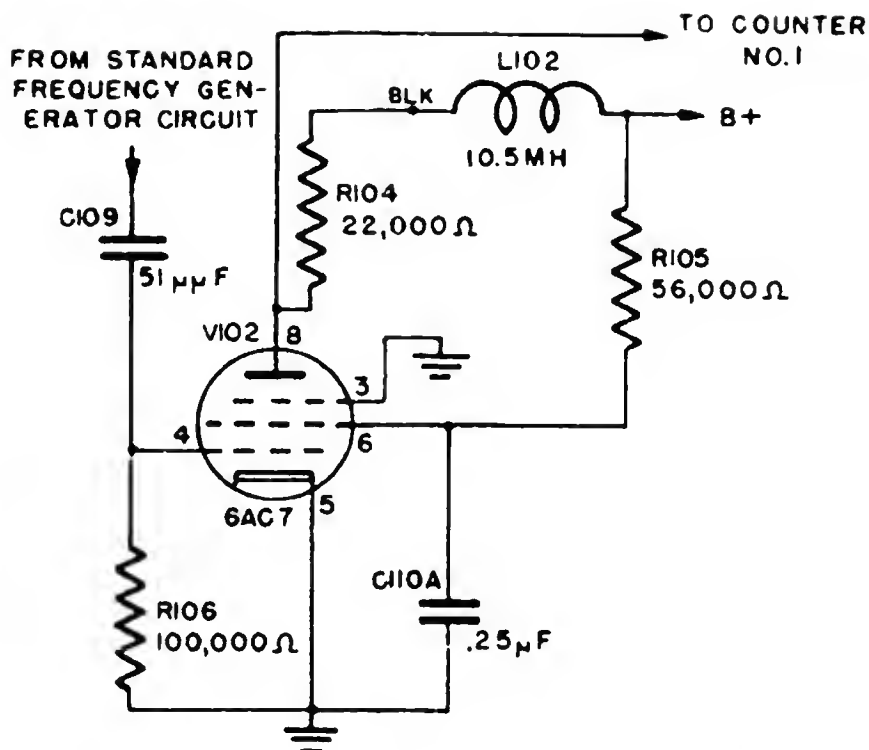 FROM STANDARD
FREQUENCY GEN-
ERATOR CIRCUIT
TO COUNTER
NO.1
L102
BLK
B+
10.5MH
R104
22,000Ω
C109
51μμF
R105
56,000Ω
V102
8
3
4
6
5
6AC7
C110A
.25μF
R106
100,000Ω